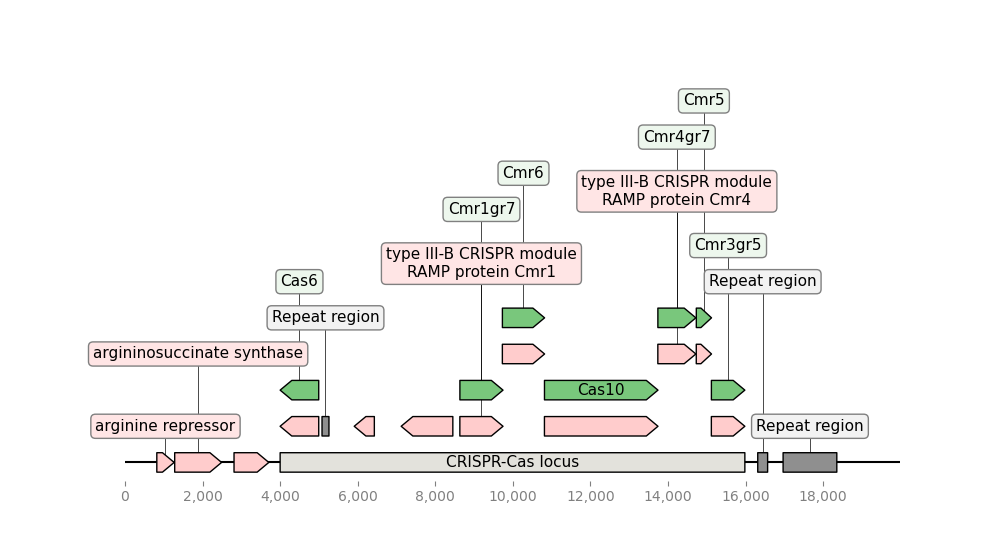 Cmr5
Cmr4gr7
Cmr6
type III-B CRISPR module
RAMP protein Cmr4
Cmr1gr7
Cmr3gr5
type III-B CRISPR module
RAMP protein Cmr1
Cas6
Repeat region
Repeat region
argininosuccinate synthase
Cas10
arginine repressor
Repeat region
CRISPR-Cas locus
0
2,000
4,000
6,000
8,000
10,000
12,000
14,000
16,000
18,000